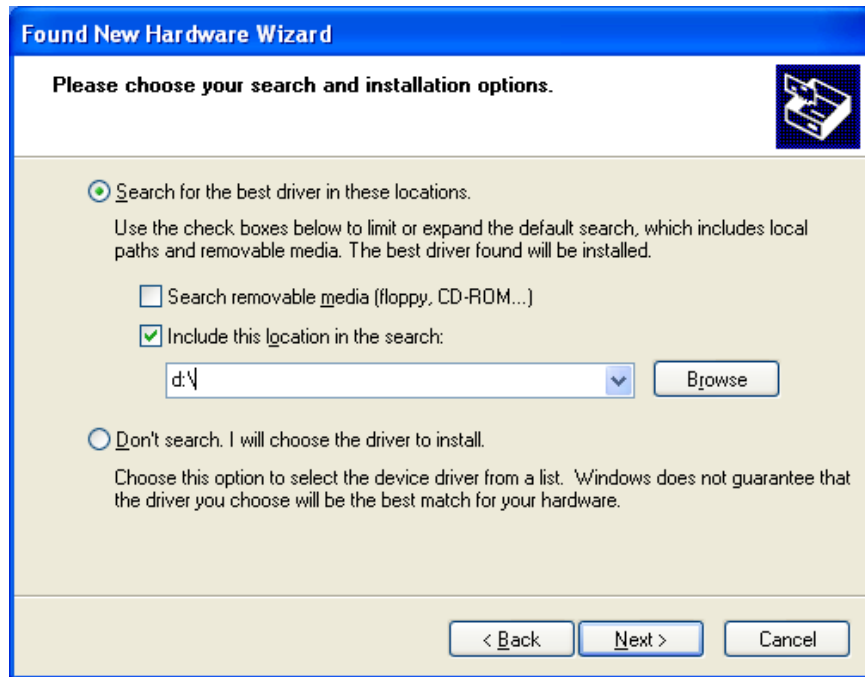 Found New Hardware Wizard
Please choose your search and installation options.
Search for the best driver in these locations.
Use the check boxes below to limit or expand the default search, which includes local
paths and removable media. The best driver found will be installed.
Search removable media (floppy, CD-ROM...)
Include this location in the search:
d:\
Browse
Don't search. I will choose the driver to install.
Choose this option to select the device driver from a list.  Windows does not guarantee that
the driver you choose will be the best match for your hardware.
< Back
Next >
Cancel